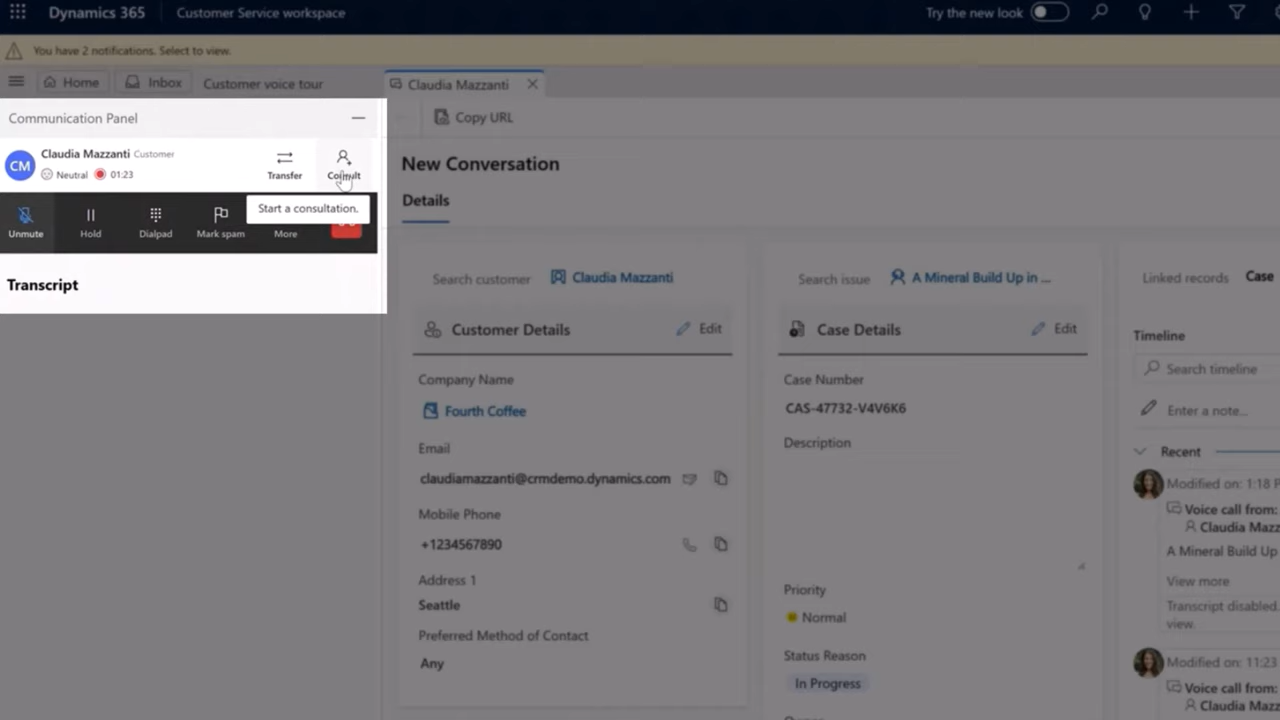 Dynamics 365
Customer Service workspace
Try the new look
You have 2 notifications. Select to view.
Home
Inbox
Customer voice tour
Claudia Mazzanti
Communication Panel
CM
Claudia Mazzanti Customer
Neutral
01:23
Transfer
Consult
Start a consultation.
Unmute
Hold
Dialpad
Mark spam
More
Transcript
Copy URL
New Conversation
Details
Search customer
Claudia Mazzanti
Customer Details
Edit
Company Name
Fourth Coffee
Email
claudiamazzanti@crmdemo.dynamics.com
Mobile Phone
+1234567890
Address 1
Seattle
Preferred Method of Contact
Any
Search issue
A Mineral Build Up in ...
Case Details
Edit
Case Number
CAS-47732-V4V6K6
Description
Priority
Normal
Status Reason
In Progress
Linked records
Case
Timeline
Search timeline
Enter a note...
Recent
Modified on: 1:18 P
Voice call from:
Claudia Mazz
A Mineral Build Up
View more
Transcript disabled.
view.
Modified on: 11:23
Voice call from:
Claudia Mazz